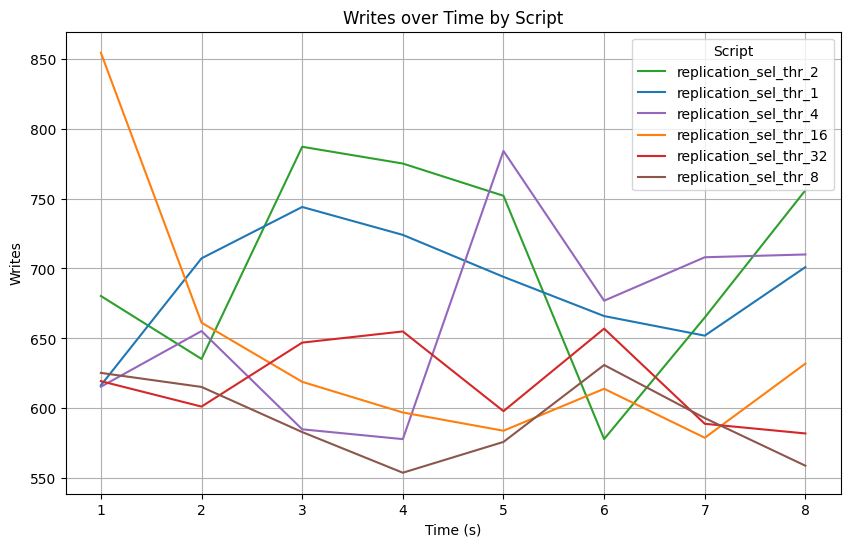 Writes over Time by Script
Script
replication_sel_thr_2
replication_sel_thr_1
replication_sel_thr_4
replication_sel_thr_16
replication_sel_thr_32
replication_sel_thr_8
Writes
850
800
750
700
650
600
550
1 2 3 4 5 6 7 8
Time (s)